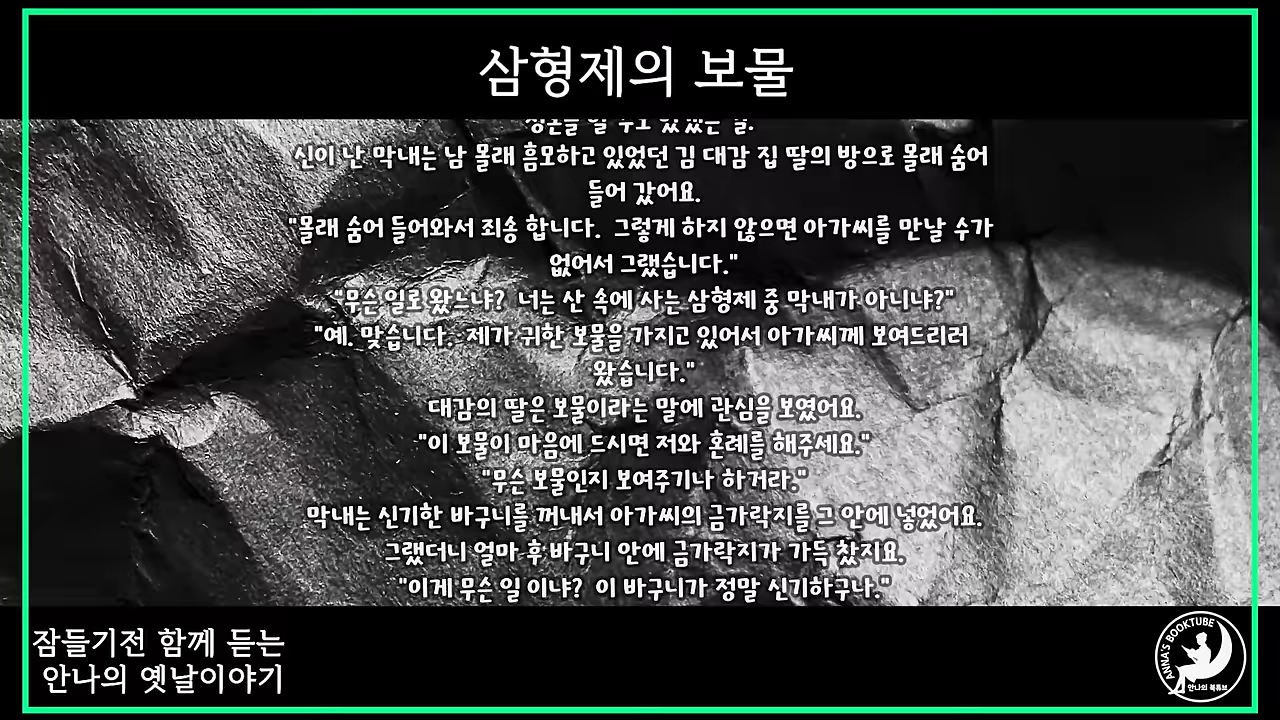 삼형제의 보물
신이 난 막내는 남 몰래 흠모하고 있었던 김 대감 집 딸의 방으로 몰래 숨어
들어 갔어요.
"몰래 숨어 들어와서 죄송 합니다.  그렇게 하지 않으면 아가씨를 만날 수가
없어서 그랬습니다."
"무슨 일로 왔느냐?  너는 산 속에 사는 삼형제 중 막내가 아니냐?"
"예. 맞습니다.  제가 귀한 보물을 가지고 있어서 아가씨께 보여드리러
왔습니다."
대감의 딸은 보물이라는 말에 관심을 보였어요.
"이 보물이 마음에 드시면 저와 혼례를 해주세요."
"무슨 보물인지 보여주기나 하거라."
막내는 신기한 바구니를 꺼내서 아가씨의 금가락지를 그 안에 넣었어요.
그랬더니 얼마 후 바구니 안에 금가락지가 가득 찼지요.
"이게 무슨 일 이냐?  이 바구니가 정말 신기하구나."
잠들기전 함께 듣는
안나의 옛날이야기
ANNA'S BOOKTUBE
안나의 북튜브